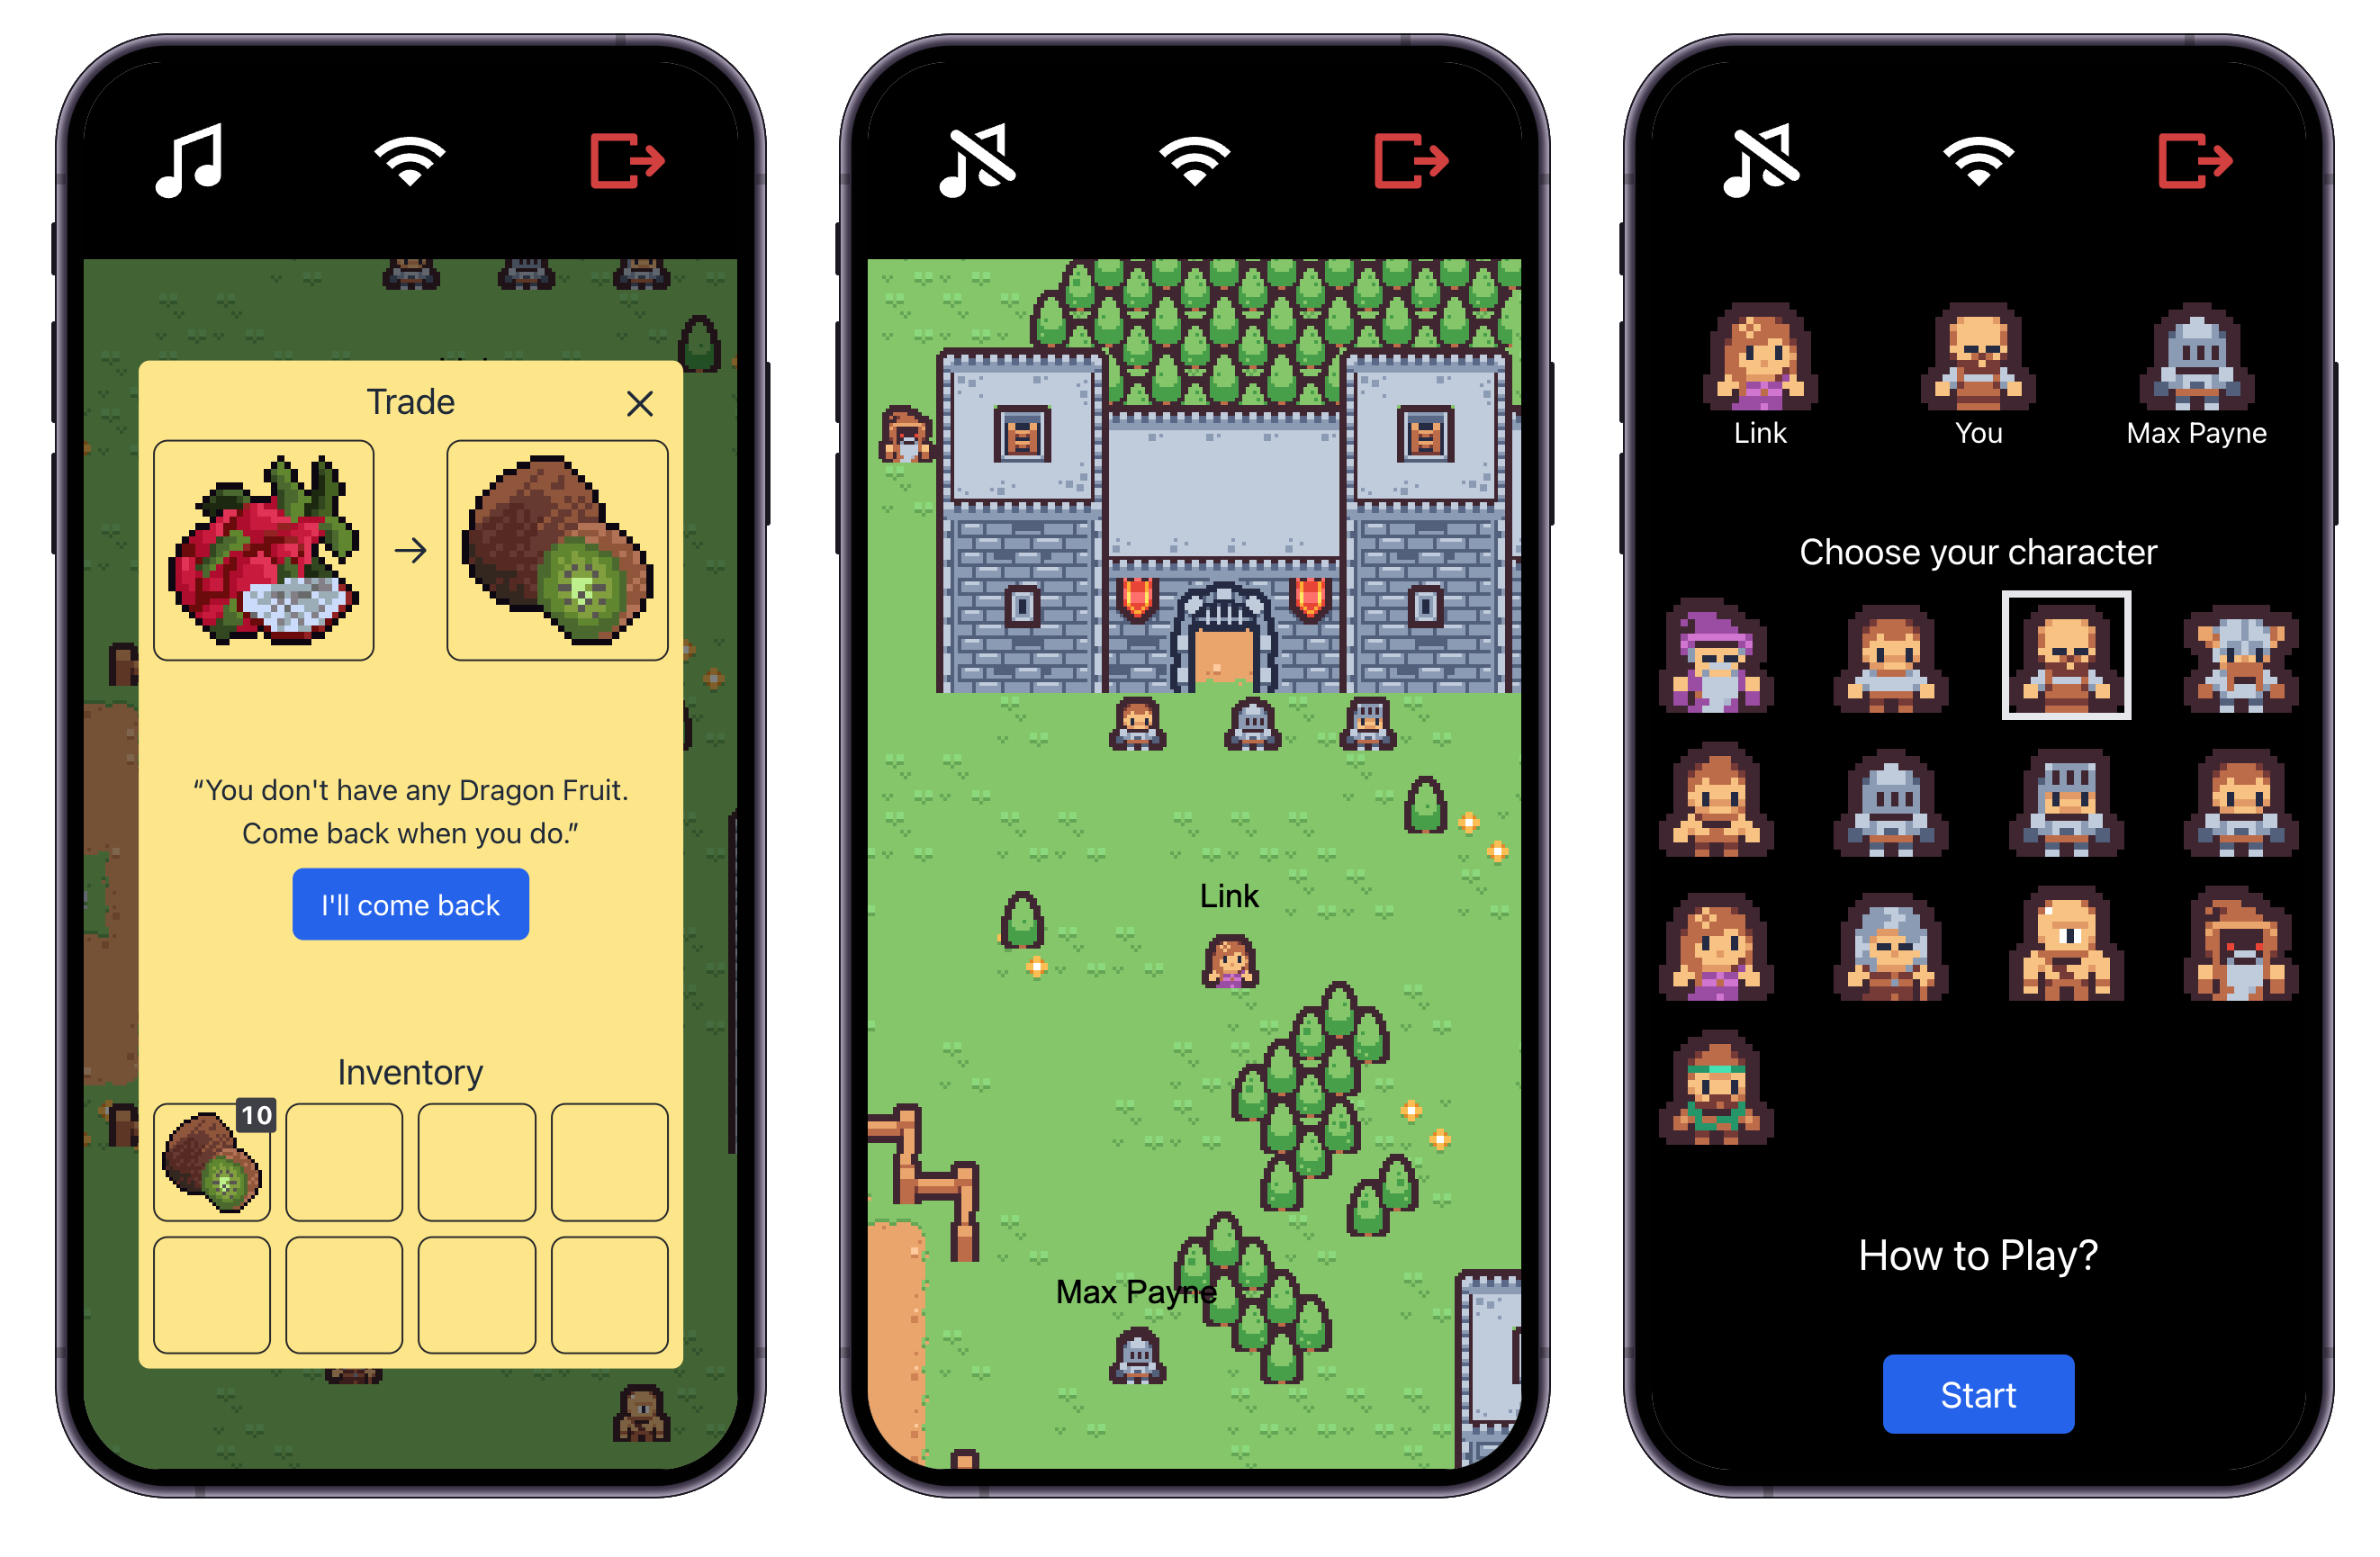 Trade
“You don't have any Dragon Fruit.
Come back when you do.”
I'll come back
Inventory
10
Link
Max Payne
Link
You
Max Payne
Choose your character
How to Play?
Start